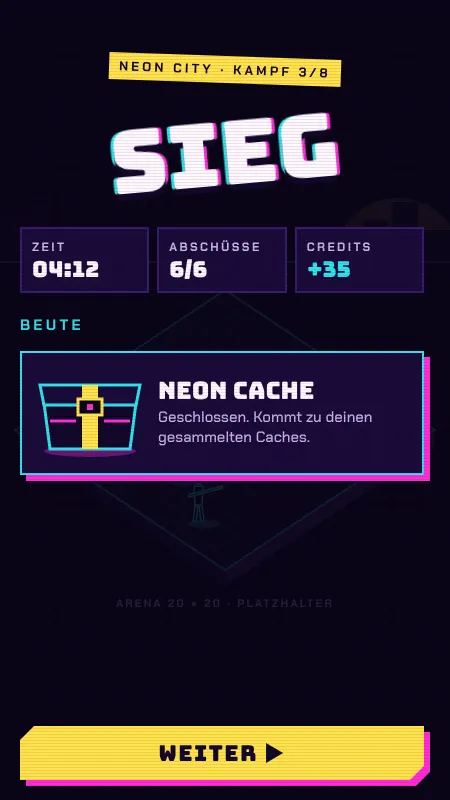 NEON CITY · KAMPF 3/8
SIEG
ZEIT
04:12
ABSCHÜSSE
6/6
CREDITS
+35
BEUTE
NEON CACHE
Geschlossen. Kommt zu deinen
gesammelten Caches.
ARENA 20 × 20 · PLATZHALTER
WEITER ▶